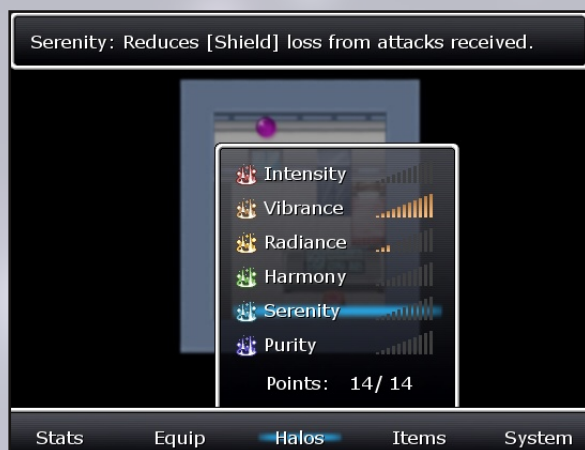 Serenity: Reduces [Shield] loss from attacks received.
Intensity
Vibrance
Radiance
Harmony
Serenity
Purity
Points: 14/ 14
Stats Equip Halos Items System